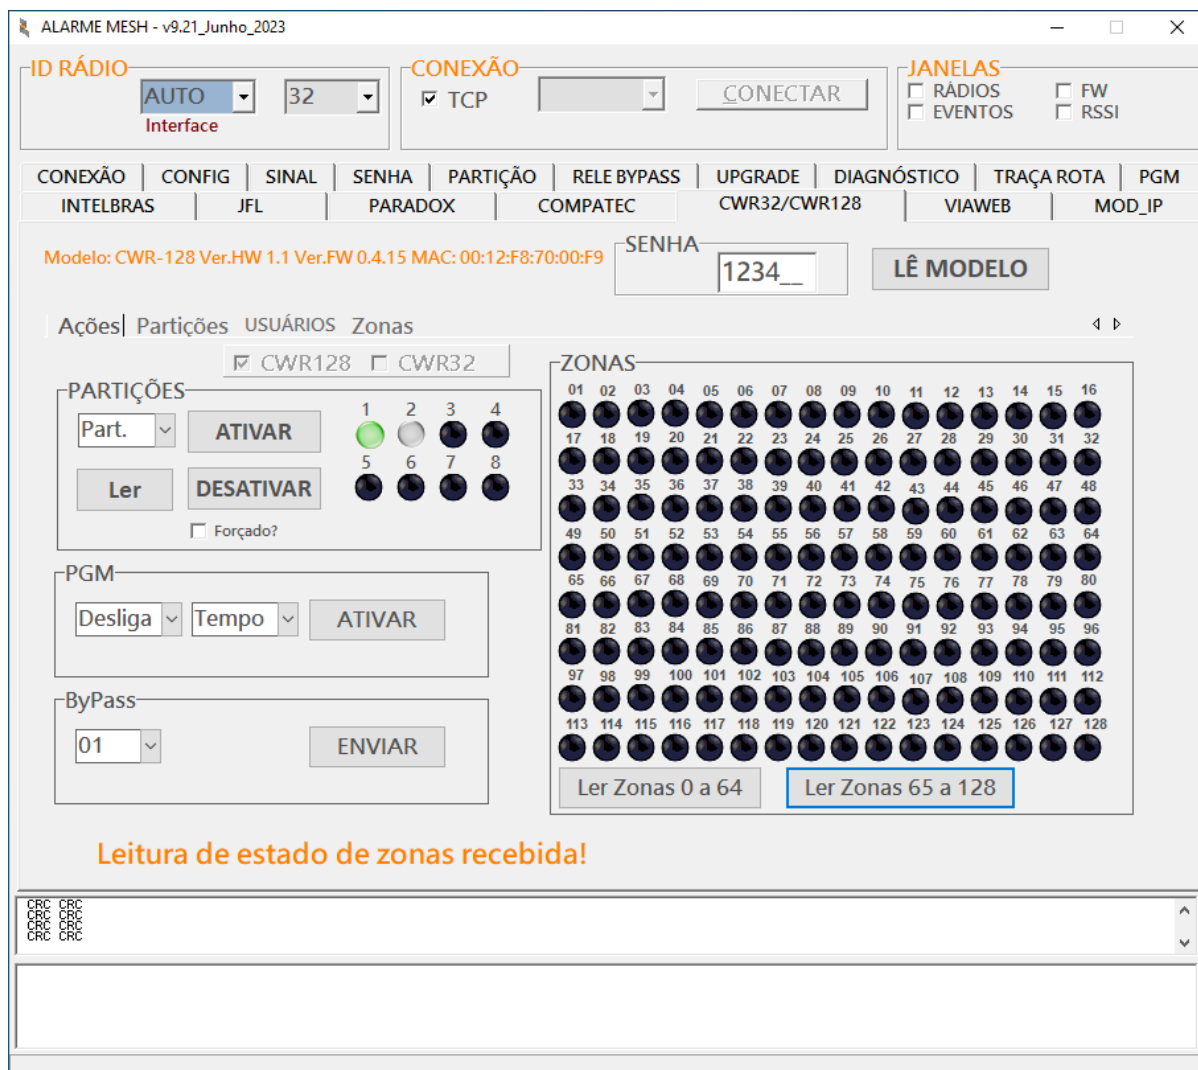 ALARME MESH - v9.21_Junho_2023
ID RÁDIO
AUTO
32
Interface
CONEXÃO
TCP
CONECTAR
JANELAS
RÁDIOS
FW
EVENTOS
RSSI
CONEXÃO CONFIG SINAL SENHA PARTIÇÃO RELE BYPASS UPGRADE DIAGNÓSTICO TRAÇA ROTA PGM
INTELBRAS JFL PARADOX COMPATEC CWR32/CWR128 VIAWEB MOD_IP
Modelo: CWR-128 Ver.HW 1.1 Ver.FW 0.4.15 MAC: 00:12:F8:70:00:F9
SENHA
1234__
LÊ MODELO
Ações Partições USUÁRIOS Zonas
CWR128 CWR32
PARTIÇÕES
Part.
ATIVAR
1 2 3 4
Ler
DESATIVAR
5 6 7 8
Forçado?
PGM
Desliga Tempo ATIVAR
ByPass
01 ENVIAR
ZONAS
01 02 03 04 05 06 07 08 09 10 11 12 13 14 15 16
17 18 19 20 21 22 23 24 25 26 27 28 29 30 31 32
33 34 35 36 37 38 39 40 41 42 43 44 45 46 47 48
49 50 51 52 53 54 55 56 57 58 59 60 61 62 63 64
65 66 67 68 69 70 71 72 73 74 75 76 77 78 79 80
81 82 83 84 85 86 87 88 89 90 91 92 93 94 95 96
97 98 99 100 101 102 103 104 105 106 107 108 109 110 111 112
113 114 115 116 117 118 119 120 121 122 123 124 125 126 127 128
Ler Zonas 0 a 64 Ler Zonas 65 a 128
Leitura de estado de zonas recebida!
CRC CRC
CRC CRC
CRC CRC
CRC CRC